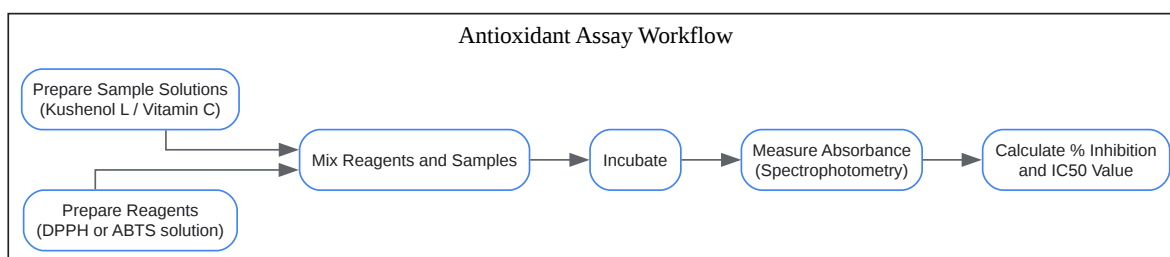 Antioxidant Assay Workflow
Prepare Sample Solutions
(Kushenol L / Vitamin C)
Prepare Reagents
(DPPH or ABTS solution)
Mix Reagents and Samples
Incubate
Measure Absorbance
(Spectrophotometry)
Calculate % Inhibition
and IC50 Value